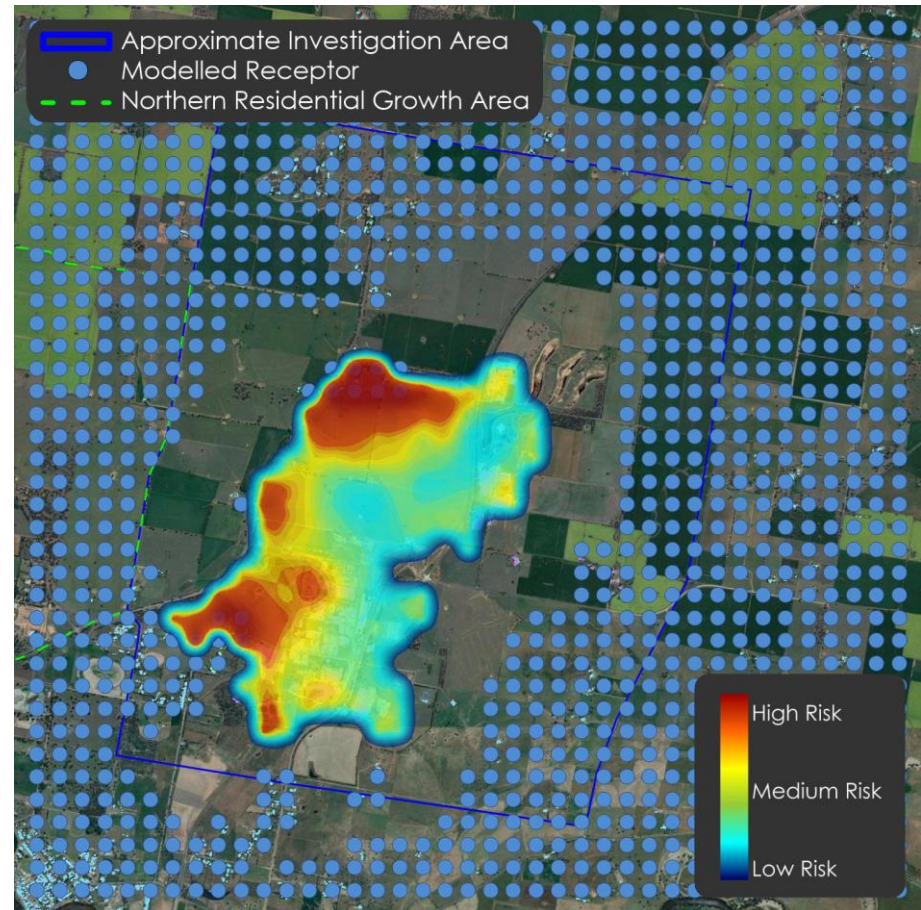 Approximate Investigation Area
Modelled Receptor
Northern Residential Growth Area
High Risk
Medium Risk
Low Risk